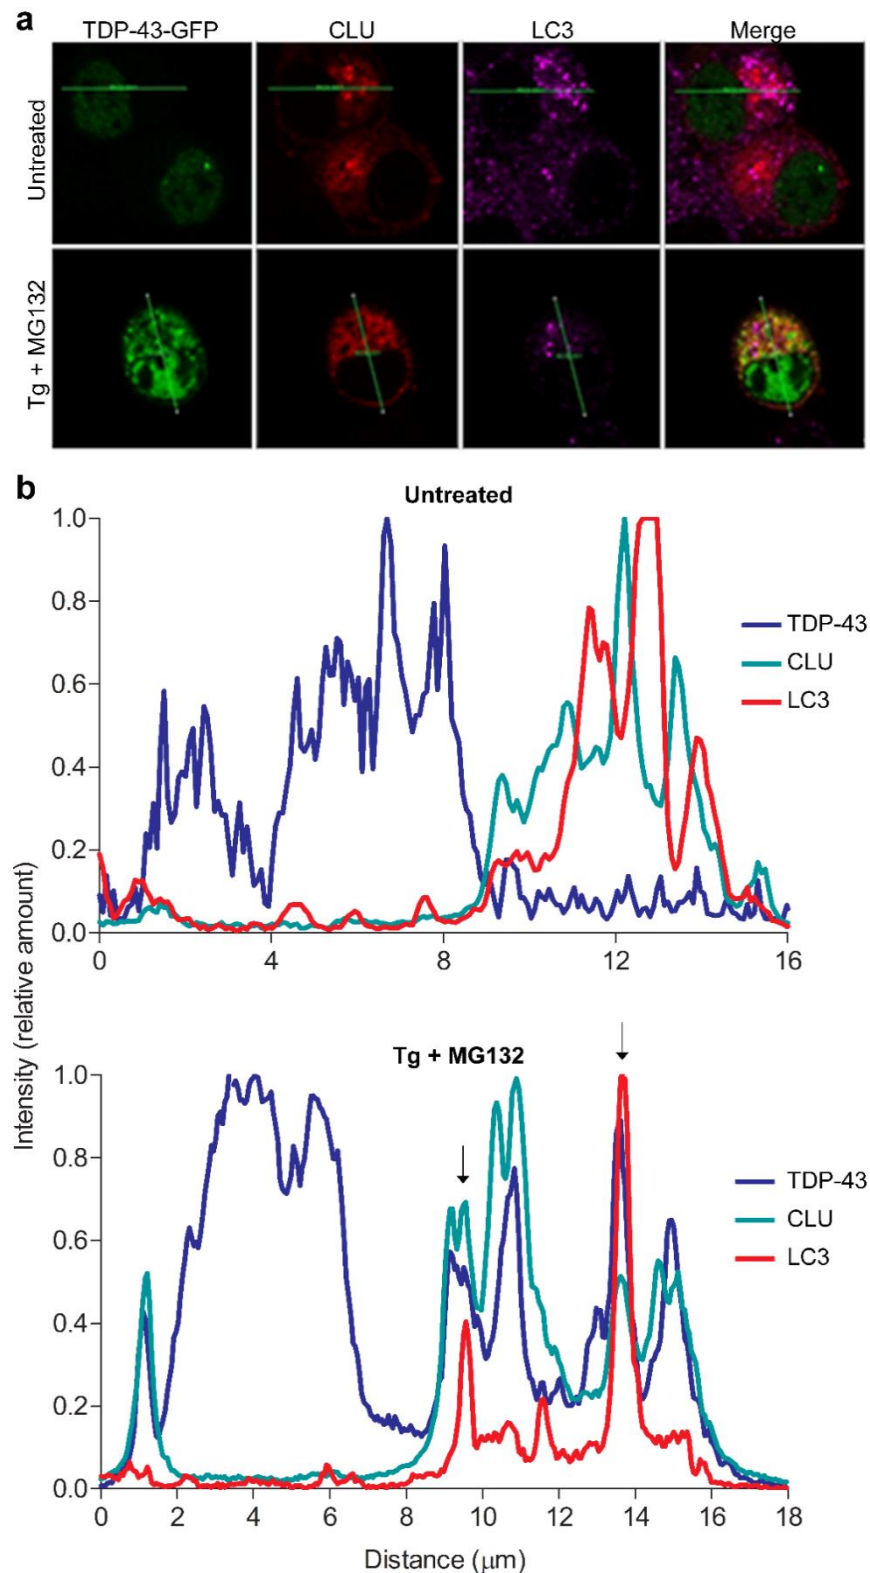 a
TDP-43-GFP CLU LC3 Merge
Untreated
Tg + MG132
b
Untreated
1.0
0.8
0.6
0.4
0.2
0.0
0 4 8 12 16
TDP-43
CLU
LC3
Intensity (relative amount)
Tg + MG132
1.0
0.8
0.6
0.4
0.2
0.0
0 2 4 6 8 10 12 14 16 18
TDP-43
CLU
LC3
Distance (μm)